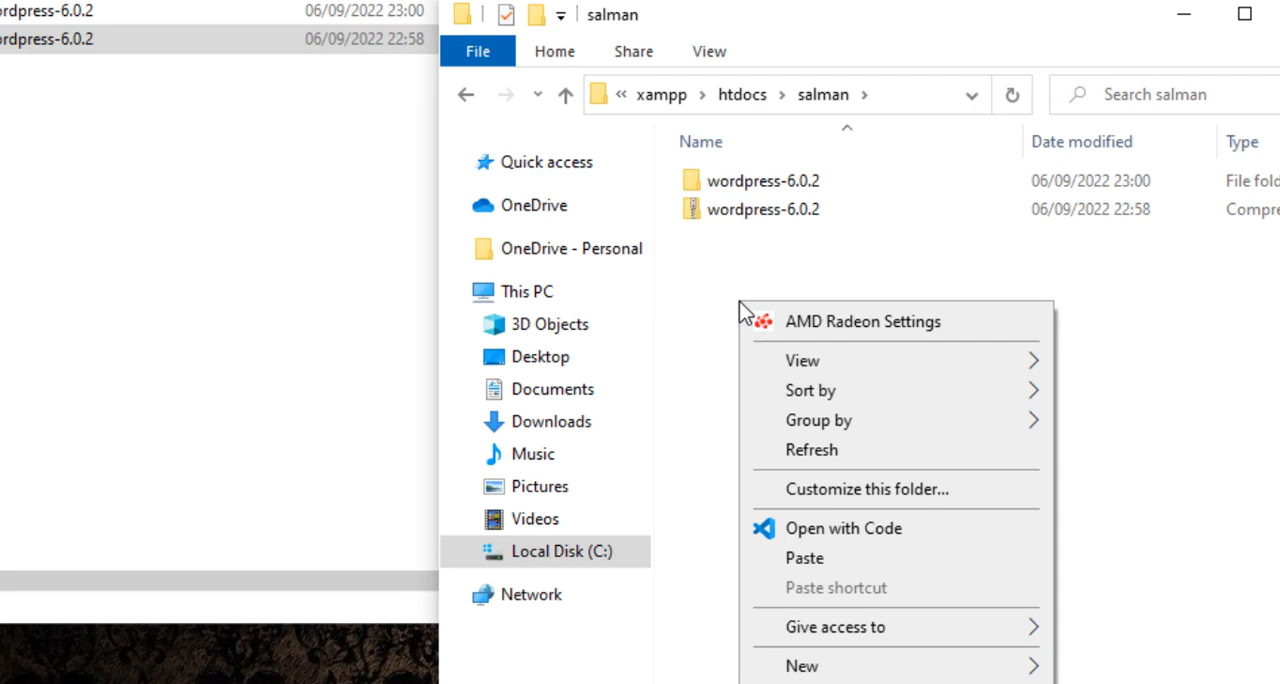 ordpress-6.0.2 06/09/2022 23:00
ordpress-6.0.2 06/09/2022 22:58
salman
File Home Share View
« xampp › htdocs › salman ›
Search salman
Name Date modified Type
wordpress-6.0.2 06/09/2022 23:00 File fold
wordpress-6.0.2 06/09/2022 22:58 Compre
Quick access
OneDrive
OneDrive - Personal
This PC
3D Objects
Desktop
Documents
Downloads
Music
Pictures
Videos
Local Disk (C:)
Network
AMD Radeon Settings
View
Sort by
Group by
Refresh
Customize this folder...
Open with Code
Paste
Paste shortcut
Give access to
New